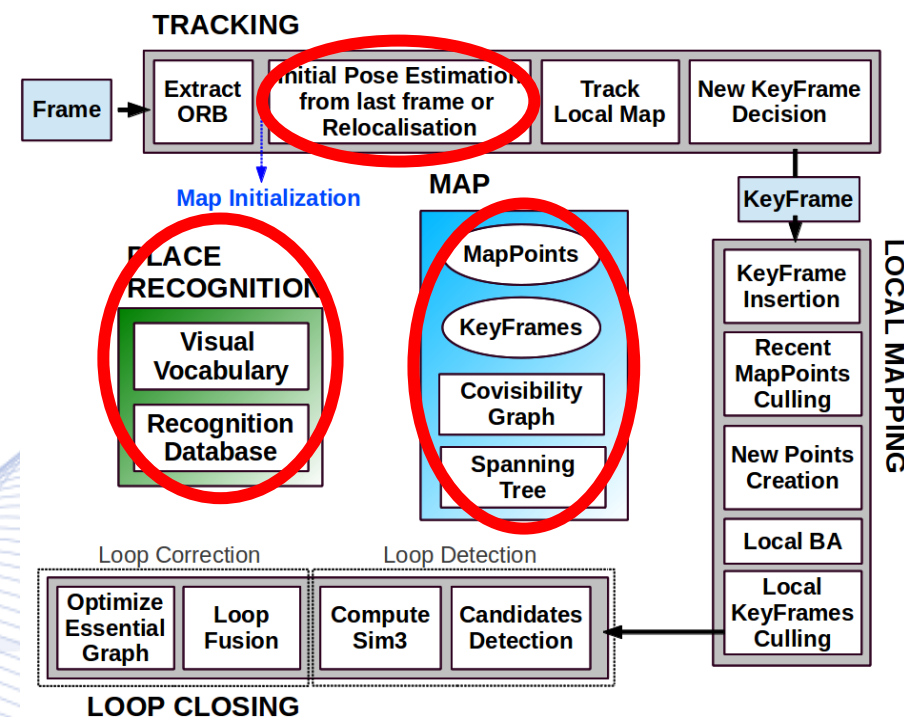 TRACKING
Frame
Extract
ORB
Initial Pose Estimation
from last frame or
Relocalisation
Track
Local Map
New KeyFrame
Decision
Map Initialization
MAP
KeyFrame
PLACE
RECOGNITION
Visual
Vocabulary
Recognition
Database
MapPoints
KeyFrames
Covisibility
Graph
Spanning
Tree
LOCAL MAPPING
KeyFrame
Insertion
Recent
MapPoints
Culling
New Points
Creation
Local BA
Local
KeyFrames
Culling
Loop Correction
Loop Detection
Optimize
Essential
Graph
Loop
Fusion
Compute
Sim3
Candidates
Detection
LOOP CLOSING